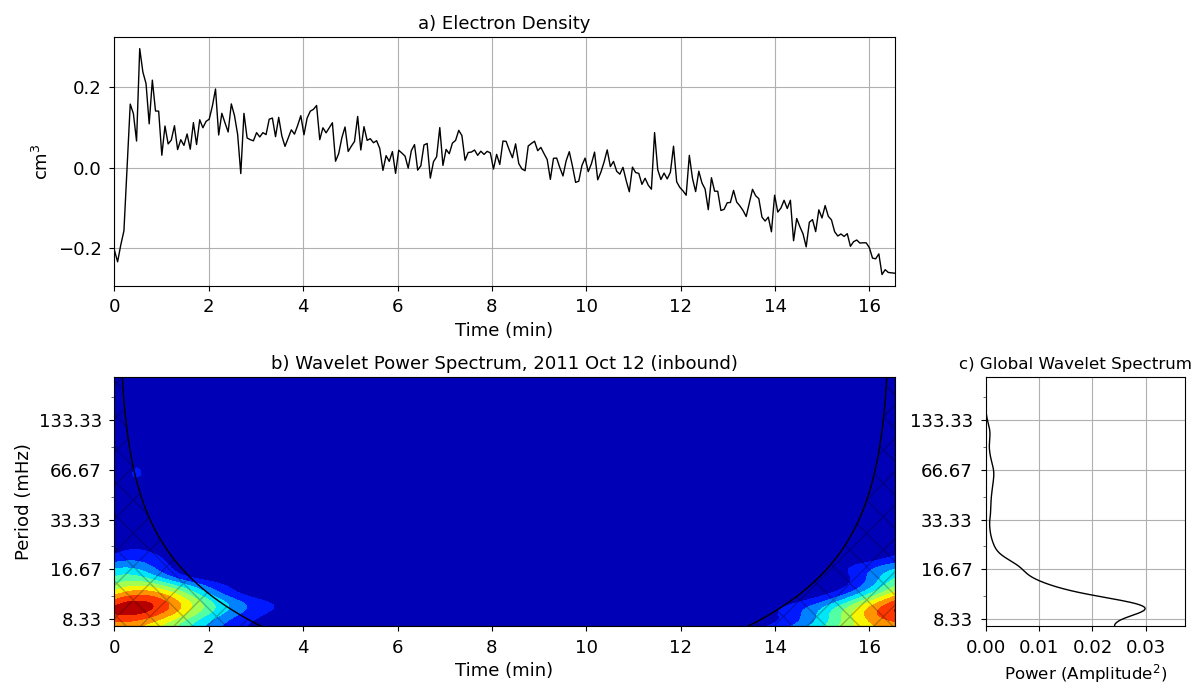 a) Electron Density
cm³
0.2
0.0
−0.2
0 2 4 6 8 10 12 14 16
Time (min)
b) Wavelet Power Spectrum, 2011 Oct 12 (inbound)
Period (mHz)
133.33
66.67
33.33
16.67
8.33
0 2 4 6 8 10 12 14 16
Time (min)
c) Global Wavelet Spectrum
133.33
66.67
33.33
16.67
8.33
0.00 0.01 0.02 0.03
Power (Amplitude²)